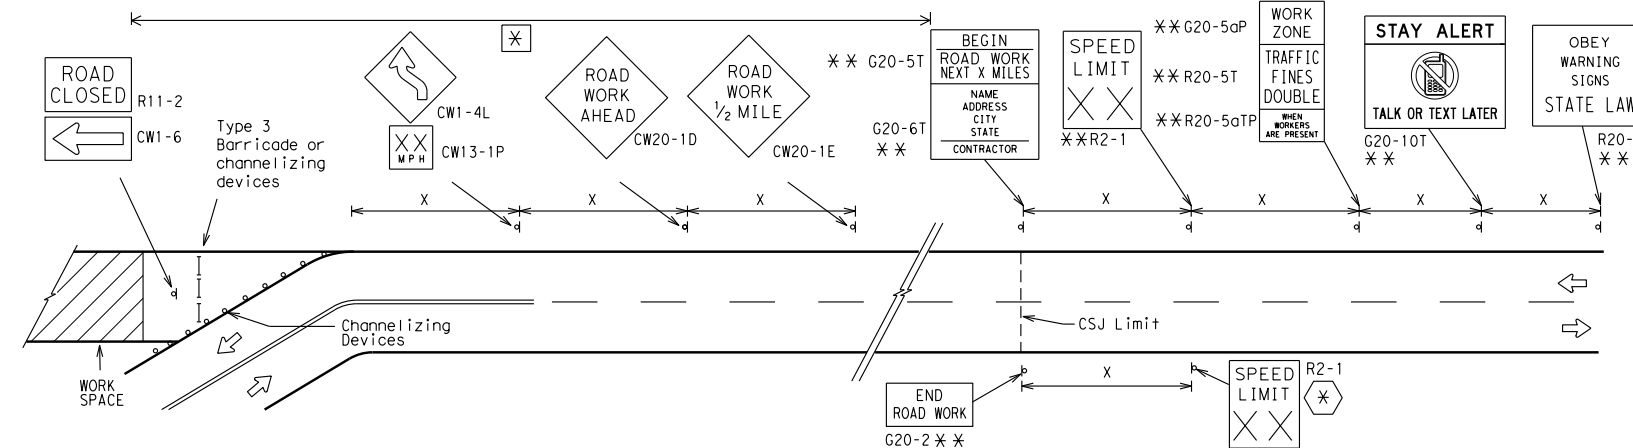 ROAD
CLOSED
R11-2
CW1-6
Type 3
Barricade or
channelizing
devices
CW1-4L
XX
MPH
CW13-1P
*
ROAD
WORK
AHEAD
CW20-1D
ROAD
WORK
1/2 MILE
CW20-1E
** G20-5T
G20-6T
**
BEGIN
ROAD WORK
NEXT X MILES
NAME
ADDRESS
CITY
STATE
CONTRACTOR
SPEED
LIMIT
XX
**R2-1
**G20-5aP
**R20-5T
**R20-5aTP
WORK
ZONE
TRAFFIC
FINES
DOUBLE
WHEN
WORKERS
ARE PRESENT
STAY ALERT
TALK OR TEXT LATER
G20-10T
**
OBEY
WARNING
SIGNS
STATE LAW
R20-
**
X
X
X
X
X
X
X
Channelizing
Devices
CSJ Limit
WORK
SPACE
END
ROAD WORK
G20-2 **
X
SPEED
LIMIT
XX
R2-1
*